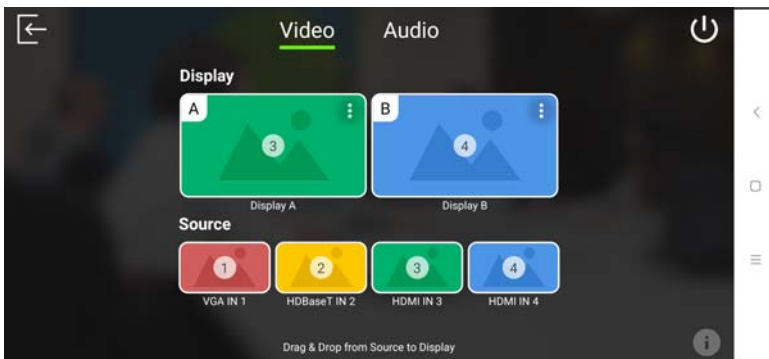 Video Audio
Display
A 3 B 4
Display A Display B
Source
1 2 3 4
VGA IN 1 HDBaseT IN 2 HDMI IN 3 HDMI IN 4
Drag & Drop from Source to Display
i